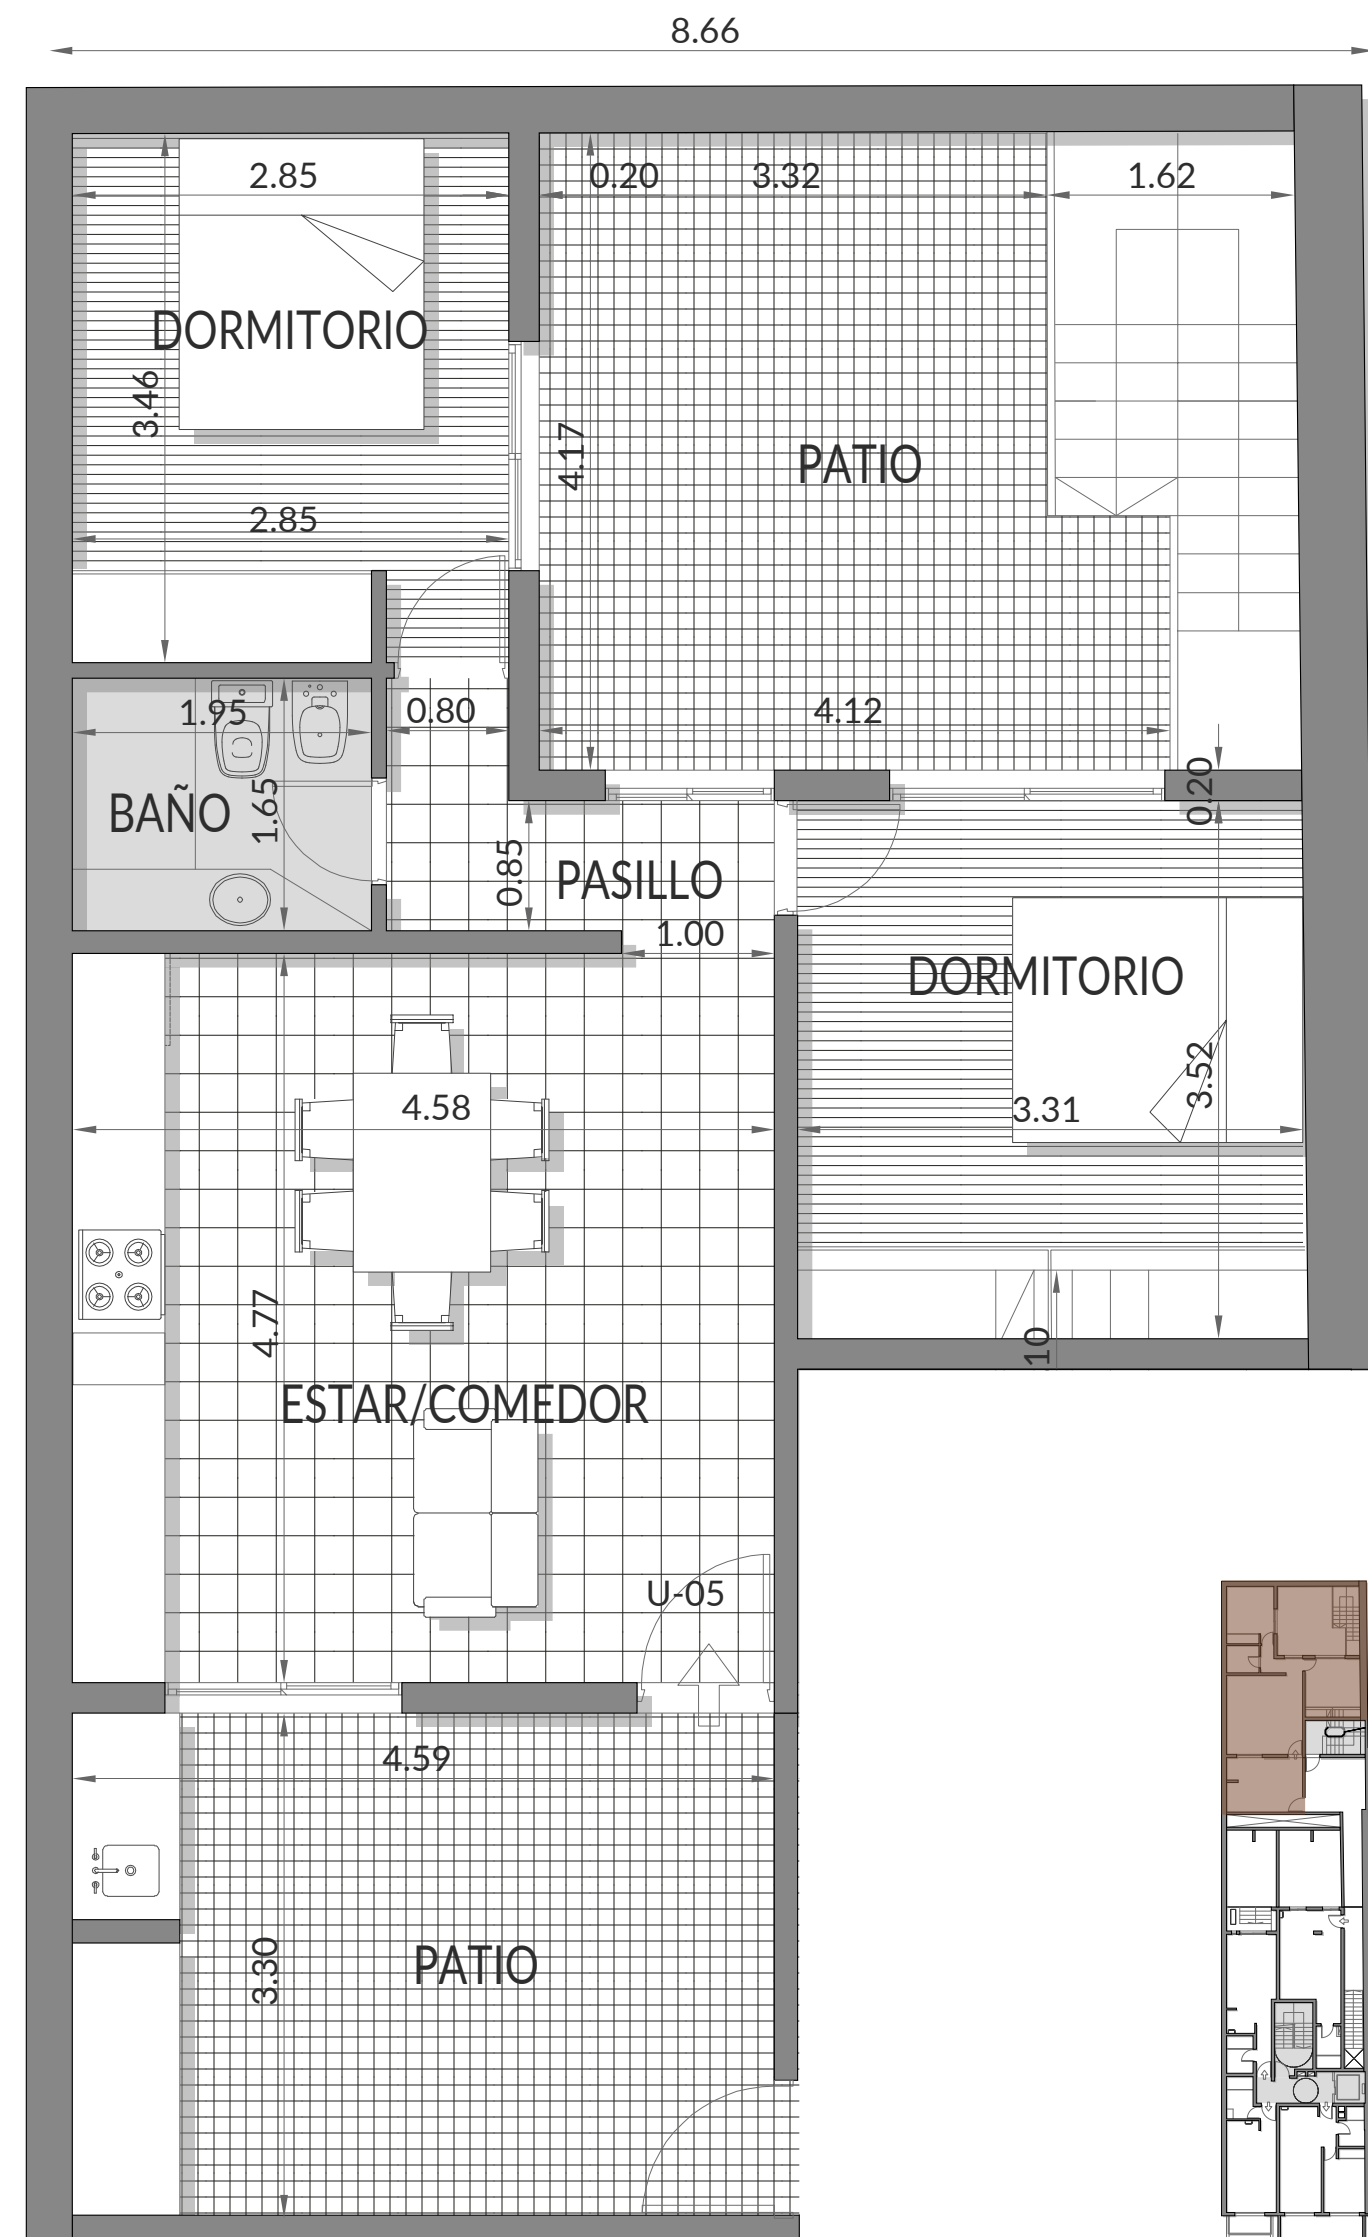 8.66
2.85
0.20
3.32
1.62
DORMITORIO
3.46
4.17
PATIO
2.85
1.95
0.80
4.12
BAÑO
1.65
0.20
0.85
PASILLO
1.00
DORMITORIO
3.52
4.58
3.31
4.77
10
ESTAR/COMEDOR
U-05
4.59
3.30
PATIO